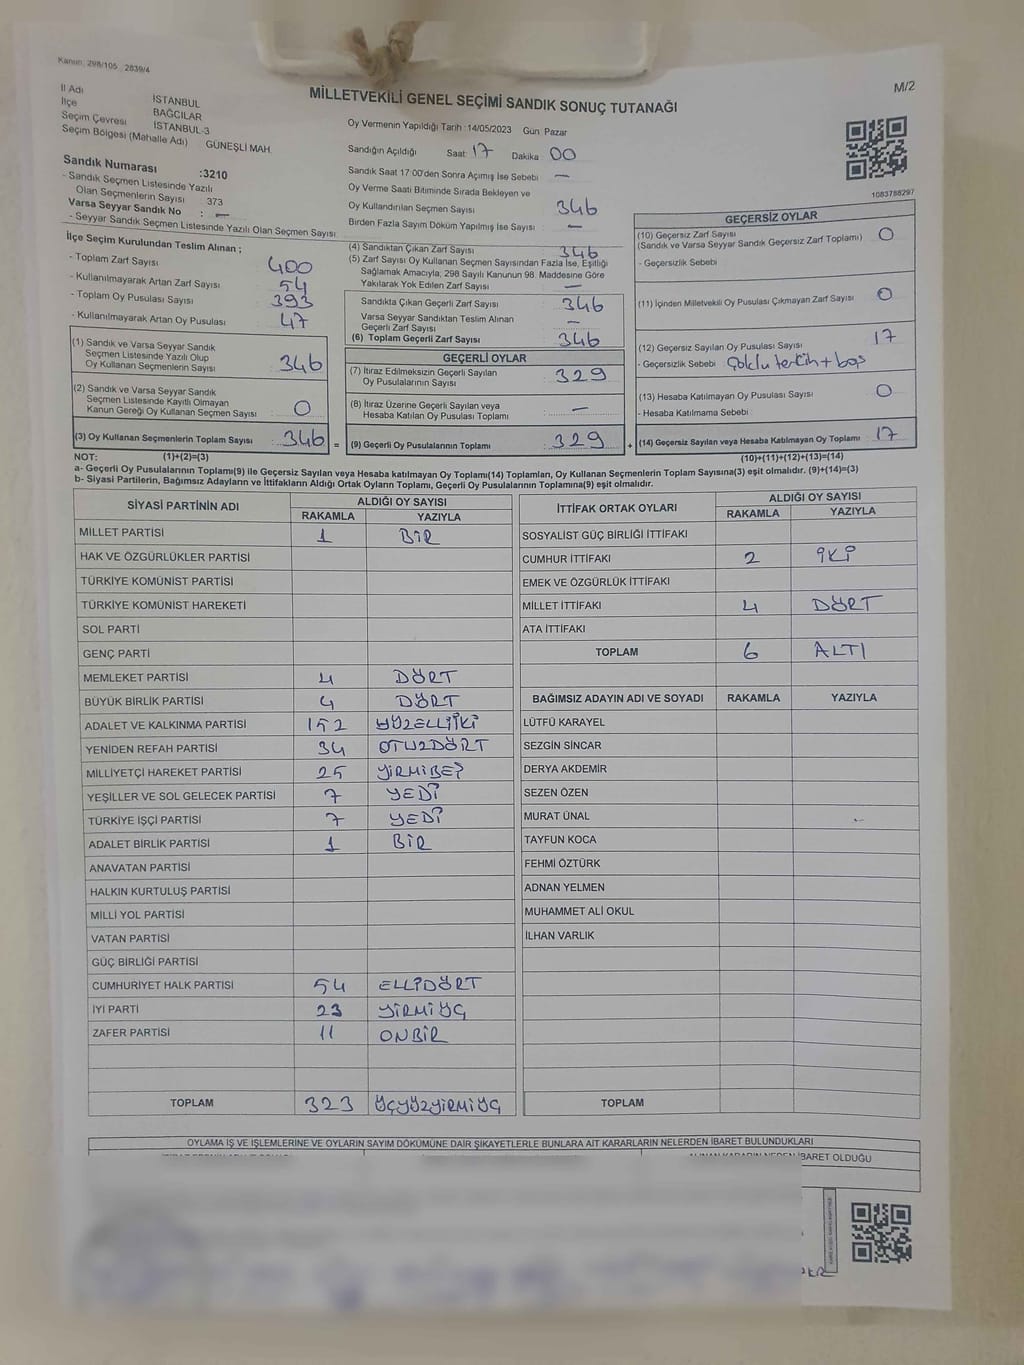 Kanun: 298/105 2839/4
M/2
MİLLETVEKİLİ GENEL SEÇİMİ SANDIK SONUÇ TUTANAĞI
İl Adı İSTANBUL
İlçe BAĞCILAR
Seçim Çevresi İSTANBUL-3
Seçim Bölgesi (Mahalle Adı) GÜNEŞLİ MAH.
Sandık Numarası :3210
- Sandık Seçmen Listesinde Yazılı
Olan Seçmenlerin Sayısı 373
Varsa Seyyar Sandık No : —
- Seyyar Sandık Seçmen Listesinde Yazılı Olan Seçmen Sayısı:
Oy Vermenin Yapıldığı Tarih :14/05/2023 Gün: Pazar
Sandığın Açıldığı Saat: 17 Dakika 00
Sandık Saat 17:00'den Sonra Açımış İse Sebebi —
Oy Verme Saati Bitiminde Sırada Bekleyen ve
Oy Kullandırılan Seçmen Sayısı 346
Birden Fazla Sayım Döküm Yapılmış İse Sayısı —
1083788297
İlçe Seçim Kurulundan Teslim Alınan ;
- Toplam Zarf Sayısı 400
- Kullanılmayarak Artan Zarf Sayısı 54
- Toplam Oy Pusulası Sayısı 393
- Kullanılmayarak Artan Oy Pusulası 47
(1) Sandık ve Varsa Seyyar Sandık
Seçmen Listesinde Yazılı Olup
Oy Kullanan Seçmenlerin Sayısı : 346
(2) Sandık ve Varsa Seyyar Sandık
Seçmen Listesinde Kayıtlı Olmayan
Kanun Gereği Oy Kullanan Seçmen Sayısı : 0
(3) Oy Kullanan Seçmenlerin Toplam Sayısı : 346 =
(4) Sandıktan Çıkan Zarf Sayısı 346
(5) Zarf Sayısı Oy Kullanan Seçmen Sayısından Fazla İse, Eşitliği
Sağlamak Amacıyla; 298 Sayılı Kanunun 98. Maddesine Göre
Yakılarak Yok Edilen Zarf Sayısı —
Sandıkta Çıkan Geçerli Zarf Sayısı 346
Varsa Seyyar Sandıktan Teslim Alınan
Geçerli Zarf Sayısı —
(6) Toplam Geçerli Zarf Sayısı 346
GEÇERLİ OYLAR
(7) İtiraz Edilmeksizin Geçerli Sayılan
Oy Pusulalarının Sayısı : 329
(8) İtiraz Üzerine Geçerli Sayılan veya
Hesaba Katılan Oy Pusulası Toplamı : —
(9) Geçerli Oy Pusulalarının Toplamı : 329 +
GEÇERSİZ OYLAR
(10) Geçersiz Zarf Sayısı 0
(Sandık ve Varsa Seyyar Sandık Geçersiz Zarf Toplamı)
- Geçersizlik Sebebi
(11) İçinden Milletvekili Oy Pusulası Çıkmayan Zarf Sayısı 0
(12) Geçersiz Sayılan Oy Pusulası Sayısı 17
- Geçersizlik Sebebi Çoklu tercih + boş
(13) Hesaba Katılmayan Oy Pusulası Sayısı 0
- Hesaba Katılmama Sebebi
(14) Geçersiz Sayılan veya Hesaba Katılmayan Oy Toplamı 17
NOT: (1)+(2)=(3) (10)+(11)+(12)+(13)=(14)
a- Geçerli Oy Pusulalarının Toplamı(9) ile Geçersiz Sayılan veya Hesaba katılmayan Oy Toplamı(14) Toplamları, Oy Kullanan Seçmenlerin Toplam Sayısına(3) eşit olmalıdır. (9)+(14)=(3)
b- Siyasi Partilerin, Bağımsız Adayların ve İttifakların Aldığı Ortak Oyların Toplamı, Geçerli Oy Pusulalarının Toplamına(9) eşit olmalıdır.
SİYASİ PARTİNİN ADI ALDIĞI OY SAYISI
RAKAMLA YAZIYLA
MİLLET PARTİSİ 1 BİR
HAK VE ÖZGÜRLÜKLER PARTİSİ
TÜRKİYE KOMÜNİST PARTİSİ
TÜRKİYE KOMÜNİST HAREKETİ
SOL PARTİ
GENÇ PARTİ
MEMLEKET PARTİSİ 4 DÖRT
BÜYÜK BİRLİK PARTİSİ 4 DÖRT
ADALET VE KALKINMA PARTİSİ 152 YÜZELLİİKİ
YENİDEN REFAH PARTİSİ 34 OTUZDÖRT
MİLLİYETÇİ HAREKET PARTİSİ 25 YİRMİBEŞ
YEŞİLLER VE SOL GELECEK PARTİSİ 7 YEDİ
TÜRKİYE İŞÇİ PARTİSİ 7 YEDİ
ADALET BİRLİK PARTİSİ 1 BİR
ANAVATAN PARTİSİ
HALKIN KURTULUŞ PARTİSİ
MİLLİ YOL PARTİSİ
VATAN PARTİSİ
GÜÇ BİRLİĞİ PARTİSİ
CUMHURİYET HALK PARTİSİ 54 ELLİDÖRT
İYİ PARTİ 23 YİRMİÜÇ
ZAFER PARTİSİ 11 ONBİR
TOPLAM 323 ÜÇYÜZYİRMİÜÇ
İTTİFAK ORTAK OYLARI ALDIĞI OY SAYISI
RAKAMLA YAZIYLA
SOSYALİST GÜÇ BİRLİĞİ İTTİFAKI
CUMHUR İTTİFAKI 2 İKİ
EMEK VE ÖZGÜRLÜK İTTİFAKI
MİLLET İTTİFAKI 4 DÖRT
ATA İTTİFAKI
TOPLAM 6 ALTI
BAĞIMSIZ ADAYIN ADI VE SOYADI RAKAMLA YAZIYLA
LÜTFÜ KARAYEL
SEZGİN SİNCAR
DERYA AKDEMİR
SEZEN ÖZEN
MURAT ÜNAL
TAYFUN KOCA
FEHMİ ÖZTÜRK
ADNAN YELMEN
MUHAMMET ALİ OKUL
İLHAN VARLIK
TOPLAM
OYLAMA İŞ VE İŞLEMLERİNE VE OYLARIN SAYIM DÖKÜMÜNE DAİR ŞİKAYETLERLE BUNLARA AİT KARARLARIN NELERDEN İBARET BULUNDUKLARI
İBARET OLDUĞU